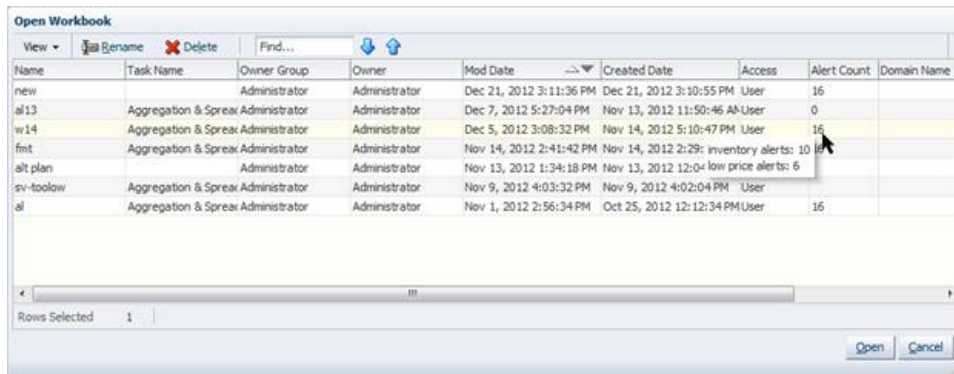 Open Workbook
View Rename Delete Find...
Name Task Name Owner Group Owner Mod Date Created Date Access Alert Count Domain Name
new Administrator Administrator Dec 21, 2012 3:11:36 PM Dec 21, 2012 3:10:55 PM User 16
al13 Aggregation & Spread Administrator Administrator Dec 7, 2012 5:27:04 PM Nov 13, 2012 11:50:46 AM User 0
w14 Aggregation & Spread Administrator Administrator Dec 5, 2012 3:08:32 PM Nov 14, 2012 5:10:47 PM User 16
fmt Aggregation & Spread Administrator Administrator Nov 14, 2012 2:41:42 PM Nov 14, 2012 2:29: inventory alerts: 10
alt plan Administrator Administrator Nov 13, 2012 1:34:18 PM Nov 13, 2012 12:04 low price alerts: 6
sv-toolow Aggregation & Spread Administrator Administrator Nov 9, 2012 4:03:32 PM Nov 9, 2012 4:02:04 PM User
al Aggregation & Spread Administrator Administrator Nov 1, 2012 2:56:34 PM Oct 25, 2012 12:12:34 PM User 16
Rows Selected 1
Open Cancel